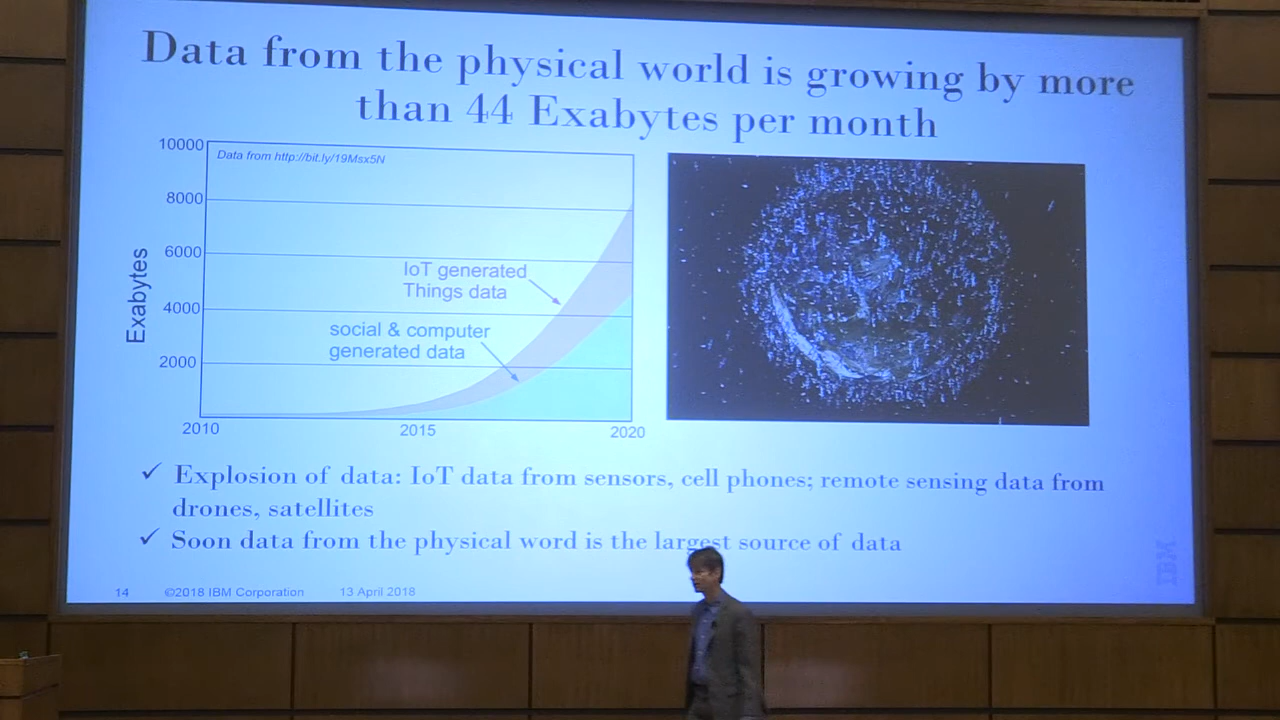 Data from the physical world is growing by more
than 44 Exabytes per month
Data from http://bit.ly/19Msx5N
10000
8000
6000
4000
2000
Exabytes
IoT generated
Things data
social & computer
generated data
2010
2015
2020
✓ Explosion of data: IoT data from sensors, cell phones; remote sensing data from
drones, satellites
✓ Soon data from the physical word is the largest source of data
14 ©2018 IBM Corporation 13 April 2018
IBM